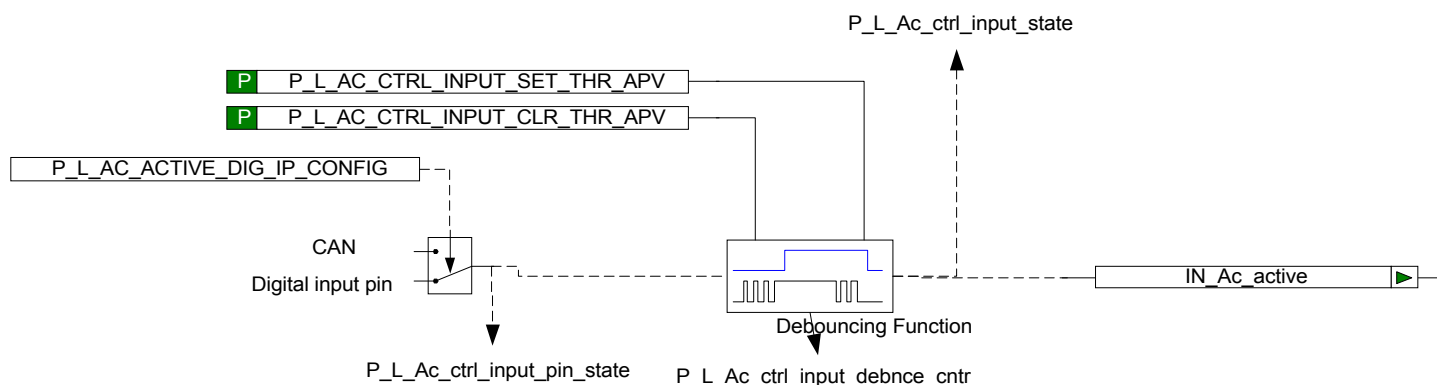 P_L_Ac_ctrl_input_state
P P_L_AC_CTRL_INPUT_SET_THR_APV
P P_L_AC_CTRL_INPUT_CLR_THR_APV
P_L_AC_ACTIVE_DIG_IP_CONFIG
CAN
Digital input pin
IN_Ac_active
Debouncing Function
P_L_Ac_ctrl_input_pin_state
P_L_Ac_ctrl_input_debnce_cntr